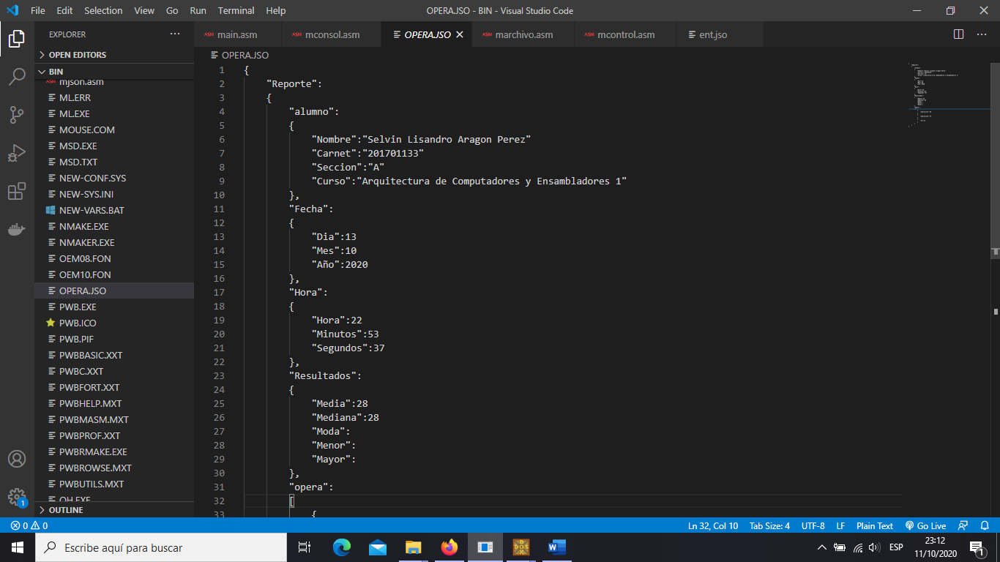 File Edit Selection View Go Run Terminal Help OPERA.JSO - BIN - Visual Studio Code
EXPLORER ···
main.asm mconsol.asm OPERA.JSO marchivo.asm mcontrol.asm ent.jso
OPEN EDITORS
BIN
mjson.asm
ML.ERR
ML.EXE
MOUSE.COM
MSD.EXE
MSD.TXT
NEW-CONF.SYS
NEW-SYS.INI
NEW-VARS.BAT
NMAKE.EXE
NMAKER.EXE
OEM08.FON
OEM10.FON
OPERA.JSO
PWB.EXE
PWB.ICO
PWB.PIF
PWBBASIC.XXT
PWBC.XXT
PWBFORT.XXT
PWBHELP.MXT
PWBMASM.MXT
PWBPROF.XXT
PWBRMAKE.EXE
PWBROWSE.MXT
PWBUTILS.MXT
QH.EXE
OUTLINE
OPERA.JSO
1 {
2 "Reporte":
3 {
4 "alumno":
5 {
6 "Nombre":"Selvin Lisandro Aragon Perez"
7 "Carnet":"201701133"
8 "Seccion":"A"
9 "Curso":"Arquitectura de Computadores y Ensambladores 1"
10 },
11 "Fecha":
12 {
13 "Dia":13
14 "Mes":10
15 "Año":2020
16 },
17 "Hora":
18 {
19 "Hora":22
20 "Minutos":53
21 "Segundos":37
22 },
23 "Resultados":
24 {
25 "Media":28
26 "Mediana":28
27 "Moda":
28 "Menor":
29 "Mayor":
30 },
31 "opera":
32 [
33 {
0 0 Ln 32, Col 10 Tab Size: 4 UTF-8 LF Plain Text Go Live
Escribe aquí para buscar
ESP
23:12
11/10/2020